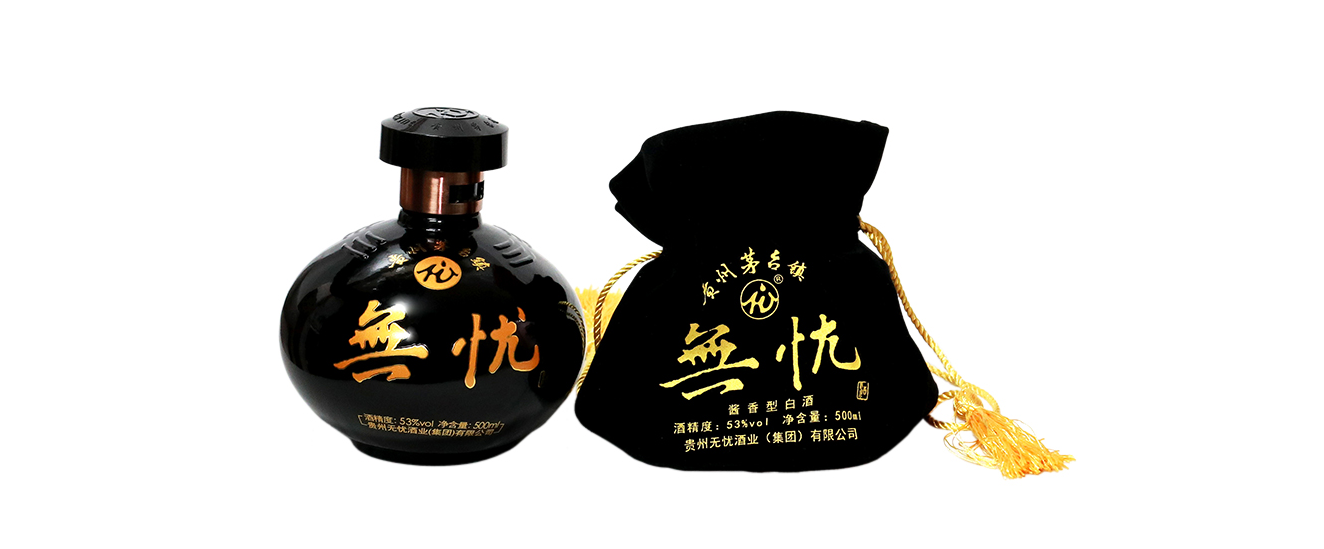 貴州茅台镇
無忧
酒精度：53%vol 净含量：500ml
贵州无忧酒业(集团)有限公司
貴州茅台镇
®
無忧
酱香型白酒
酒精度：53%vol 净含量：500ml
贵州无忧酒业（集团）有限公司